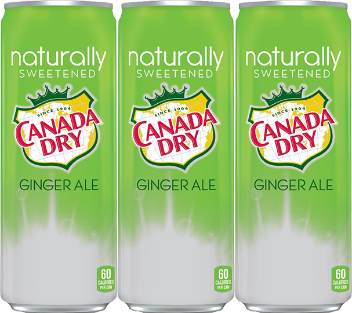 naturally
SWEETENED
SINCE 1904
CANADA
DRY
GINGER ALE
60
CALORIES
PER CAN
naturally
SWEETENED
SINCE 1904
CANADA
DRY
GINGER ALE
60
CALORIES
PER CAN
naturally
SWEETENED
SINCE 1904
CANADA
DRY
GINGER ALE
60
CALORIES
PER CAN